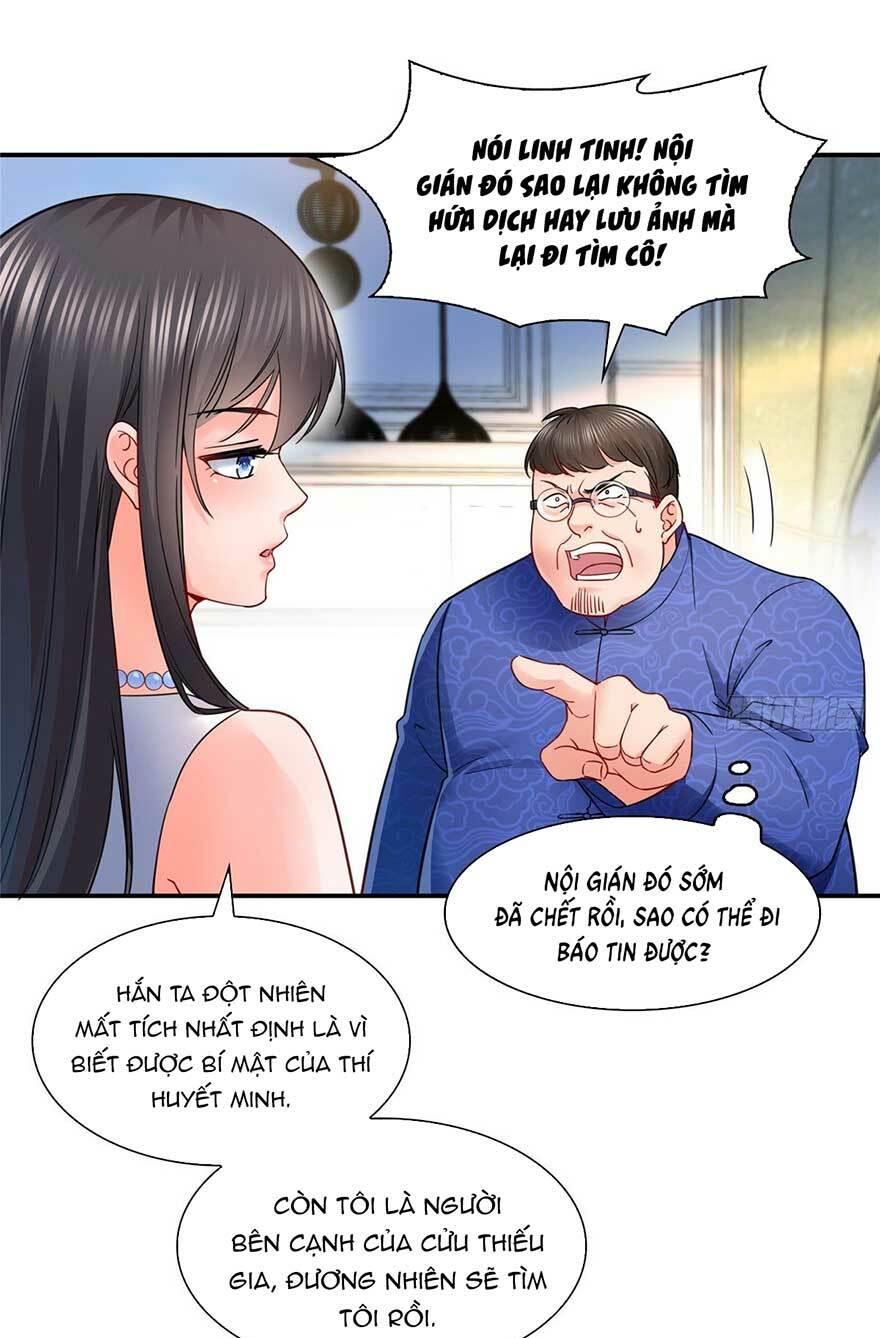 NÓI LINH TINH! NỘI
GIÁN ĐÓ SAO LẠI KHÔNG TÌM
HỨA DỊCH HAY LƯU ẢNH MÀ
LẠI ĐI TÌM CÔ!
NỘI GIÁN ĐÓ SỚM
ĐÃ CHẾT RỒI, SAO CÓ THỂ ĐI
BÁO TIN ĐƯỢC?
HẮN TA ĐỘT NHIÊN
MẤT TÍCH NHẤT ĐỊNH LÀ VÌ
BIẾT ĐƯỢC BÍ MẬT CỦA THÍ
HUYẾT MINH.
CÒN TÔI LÀ NGƯỜI
BÊN CẠNH CỦA CỬU THIẾU
GIA, ĐƯƠNG NHIÊN SẼ TÌM
TÔI RỒI.